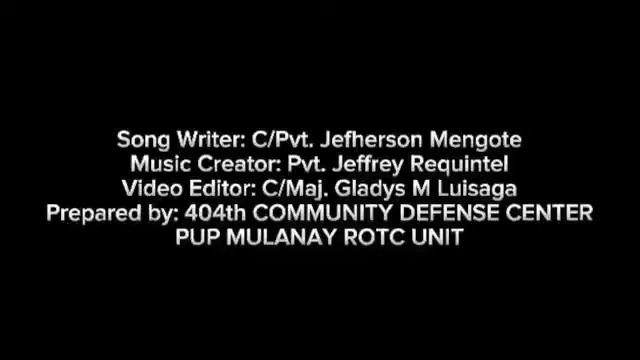 Song Writer: C/Pvt. Jefherson Mengote
Music Creator: Pvt. Jeffrey Requintel
Video Editor: C/Maj. Gladys M Luisaga
Prepared by: 404th COMMUNITY DEFENSE CENTER
PUP MULANAY ROTC UNIT